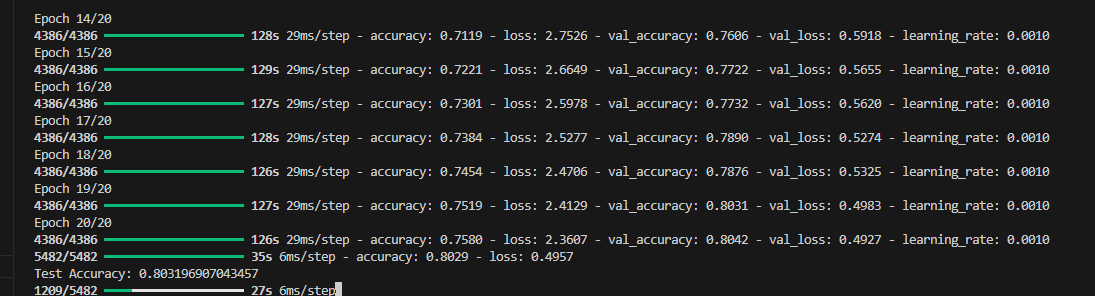 Epoch 14/20
4386/4386 128s 29ms/step - accuracy: 0.7119 - loss: 2.7526 - val_accuracy: 0.7606 - val_loss: 0.5918 - learning_rate: 0.0010
Epoch 15/20
4386/4386 129s 29ms/step - accuracy: 0.7221 - loss: 2.6649 - val_accuracy: 0.7722 - val_loss: 0.5655 - learning_rate: 0.0010
Epoch 16/20
4386/4386 127s 29ms/step - accuracy: 0.7301 - loss: 2.5978 - val_accuracy: 0.7732 - val_loss: 0.5620 - learning_rate: 0.0010
Epoch 17/20
4386/4386 128s 29ms/step - accuracy: 0.7384 - loss: 2.5277 - val_accuracy: 0.7890 - val_loss: 0.5274 - learning_rate: 0.0010
Epoch 18/20
4386/4386 126s 29ms/step - accuracy: 0.7454 - loss: 2.4706 - val_accuracy: 0.7876 - val_loss: 0.5325 - learning_rate: 0.0010
Epoch 19/20
4386/4386 127s 29ms/step - accuracy: 0.7519 - loss: 2.4129 - val_accuracy: 0.8031 - val_loss: 0.4983 - learning_rate: 0.0010
Epoch 20/20
4386/4386 126s 29ms/step - accuracy: 0.7580 - loss: 2.3607 - val_accuracy: 0.8042 - val_loss: 0.4927 - learning_rate: 0.0010
5482/5482 35s 6ms/step - accuracy: 0.8029 - loss: 0.4957
Test Accuracy: 0.803196907043457
1209/5482 27s 6ms/step